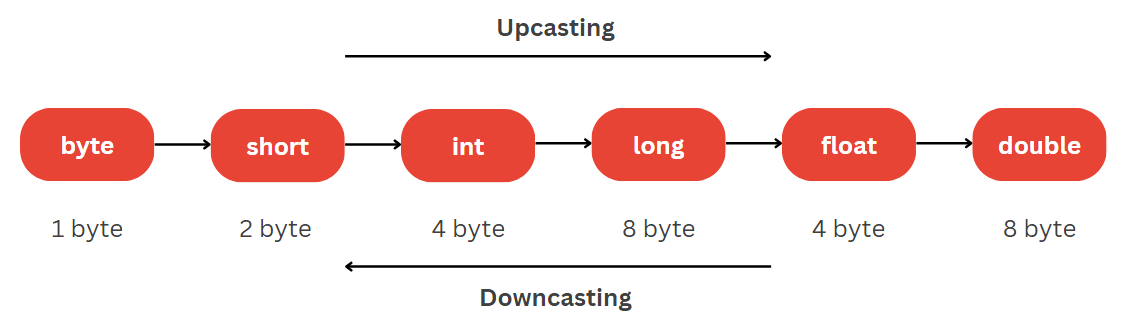 Upcasting
byte short int long float double
1 byte 2 byte 4 byte 8 byte 4 byte 8 byte
Downcasting